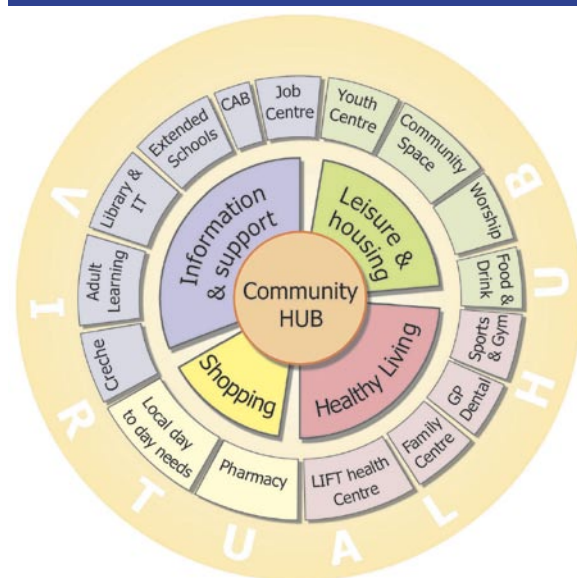 Community
HUB
Information
& support
Leisure &
housing
Healthy Living
Shopping
Job
Centre
Youth
Centre
Community
Space
Worship
Food &
Drink
Sports
& Gym
GP
Dental
Family
Centre
LIFT health
Centre
Pharmacy
Local day
to day needs
Creche
Adult
Learning
Library &
IT
Extended
Schools
CAB
VIRTUAL HUB